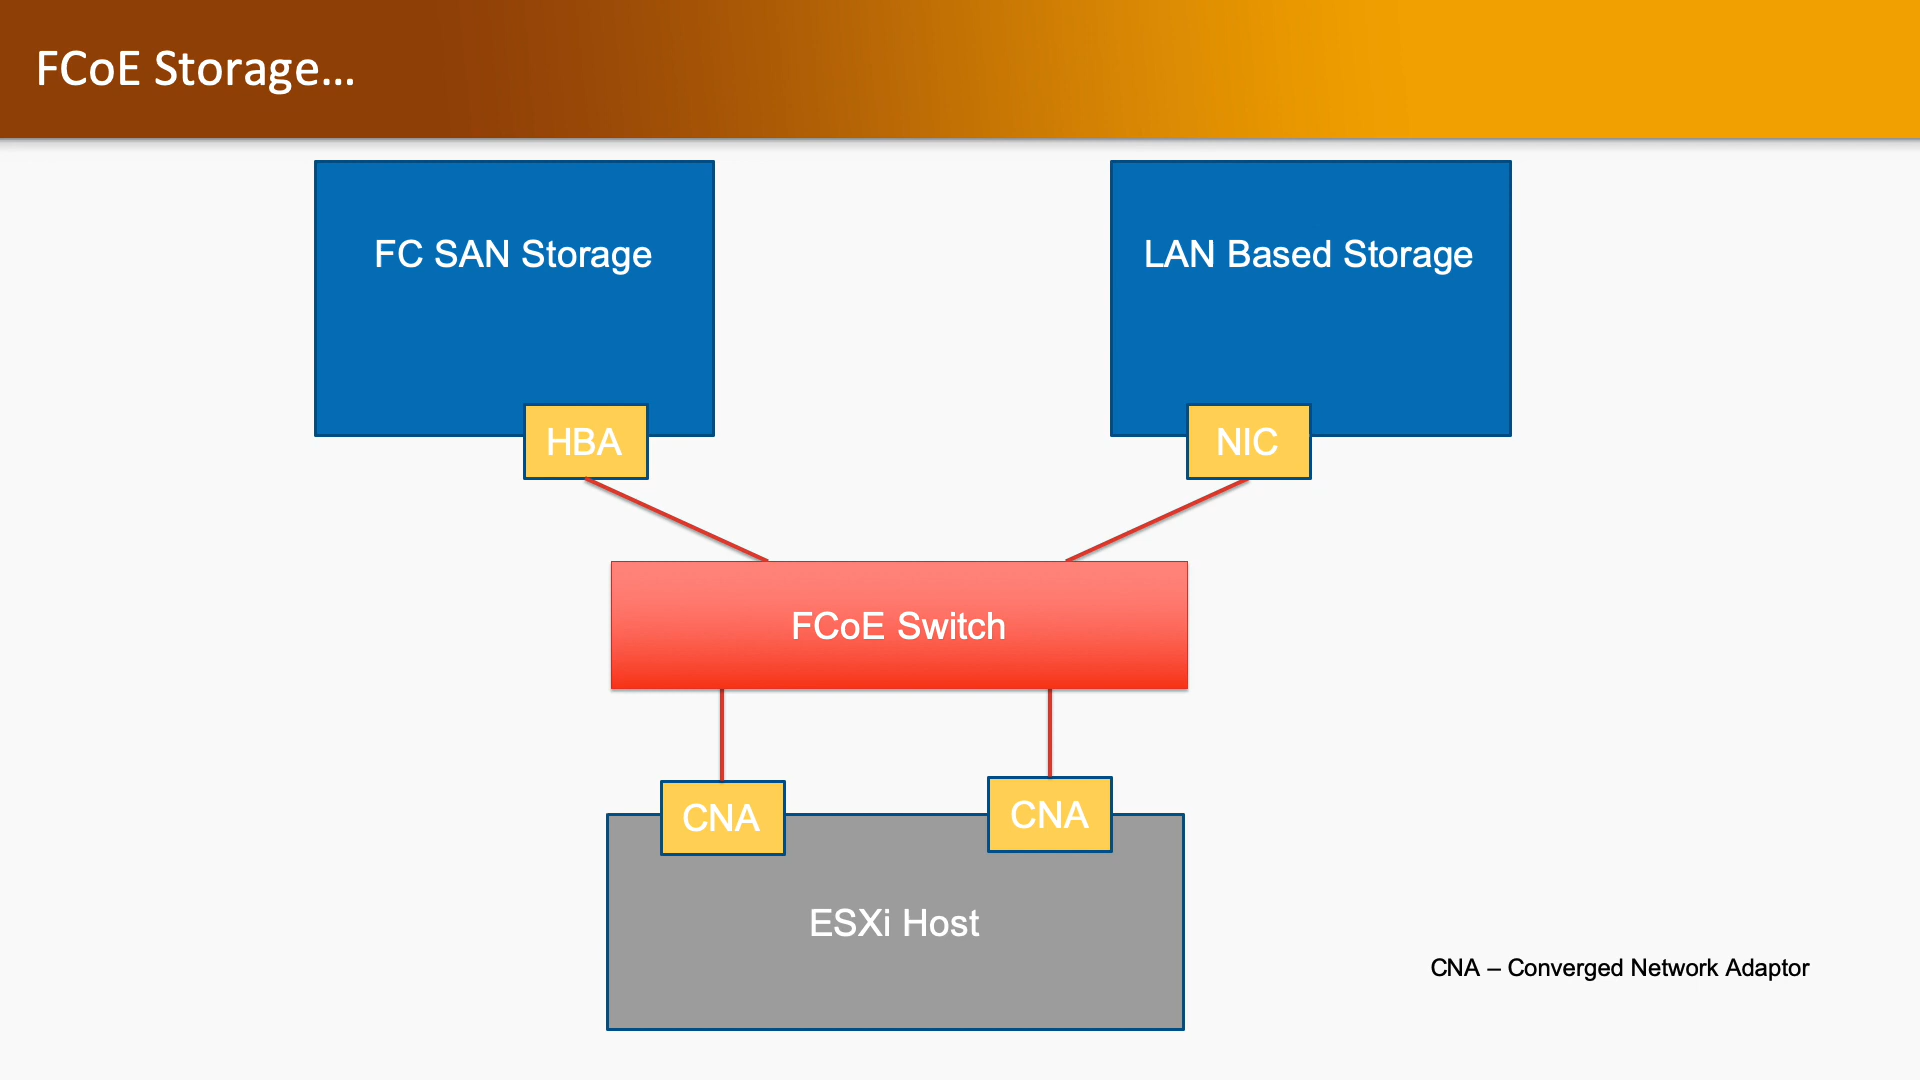 FCoE Storage...
FC SAN Storage
LAN Based Storage
HBA
NIC
FCoE Switch
CNA
CNA
ESXi Host
CNA – Converged Network Adaptor